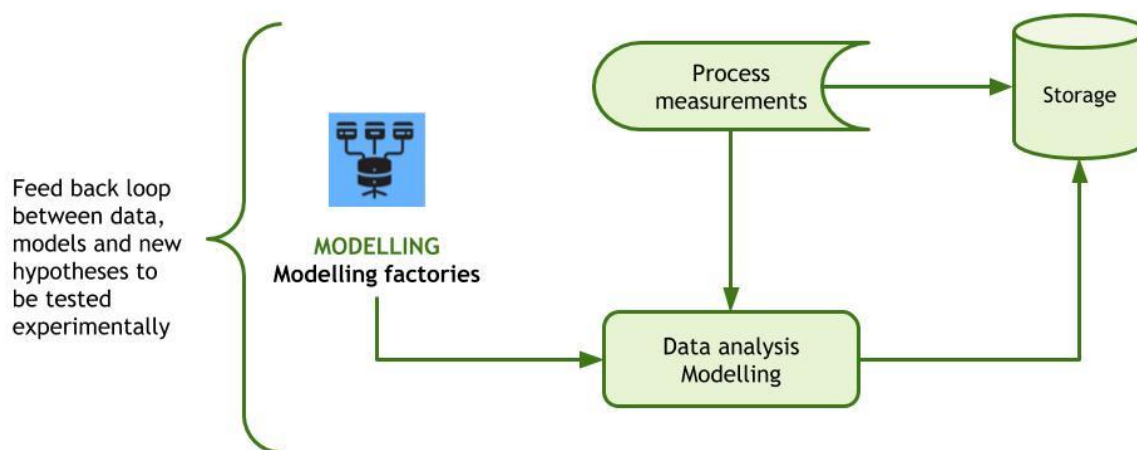 Feed back loop
between data,
models and new
hypotheses to
be tested
experimentally
MODELLING
Modelling factories
Process
measurements
Storage
Data analysis
Modelling